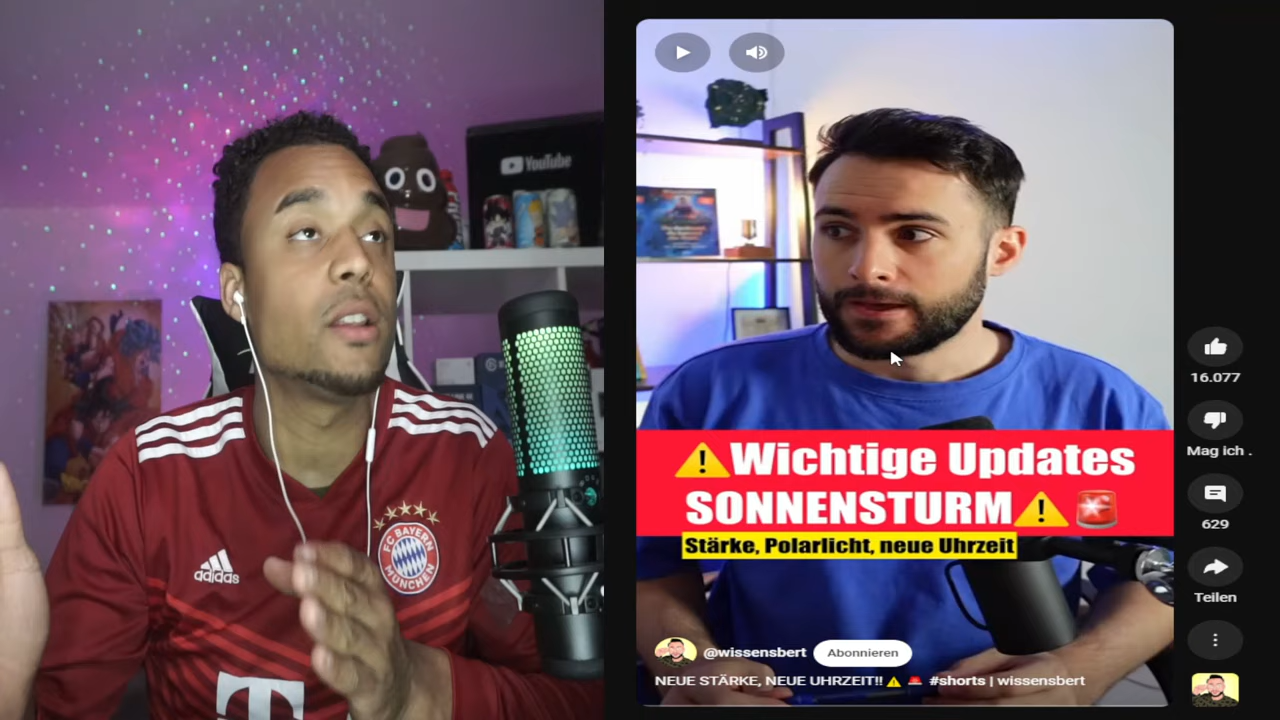 YouTube
FC BAYERN
MÜNCHEN
adidas
T
⚠️Wichtige Updates
SONNENSTURM⚠️🚨
Stärke, Polarlicht, neue Uhrzeit
@wissensbert
Abonnieren
NEUE STÄRKE, NEUE UHRZEIT!! ⚠️ 🚨 #shorts | wissensbert
16.077
Mag ich .
629
Teilen